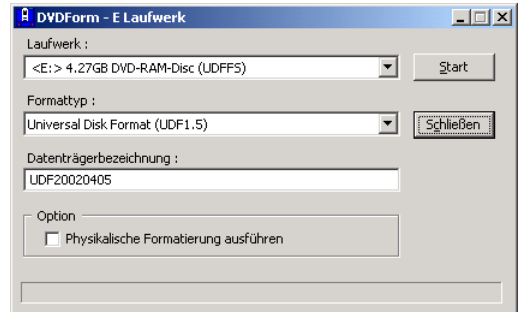 DVDForm - E Laufwerk
Laufwerk :
<E:> 4.27GB DVD-RAM-Disc (UDFFS)
Start
Formattyp :
Universal Disk Format (UDF1.5)
Schließen
Datenträgerbezeichnung :
UDF20020405
Option
Physikalische Formatierung ausführen